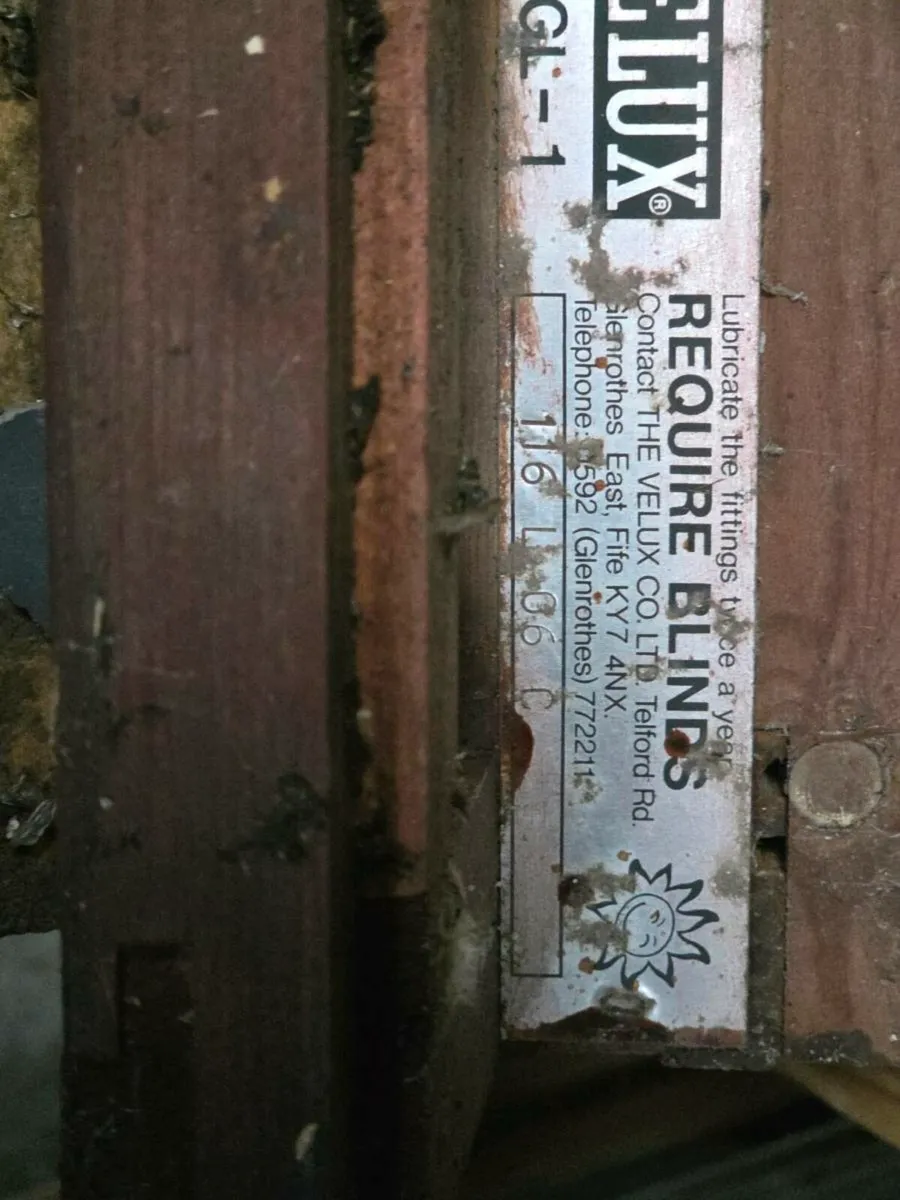 ELUX®
GL-1
Lubricate the fittings twice a year
REQUIRE BLINDS
Contact THE VELUX CO. LTD. Telford Rd.
Glenrothes East, Fife KY7 4NX.
Telephone: 0592 (Glenrothes) 772211
116 L 06 C